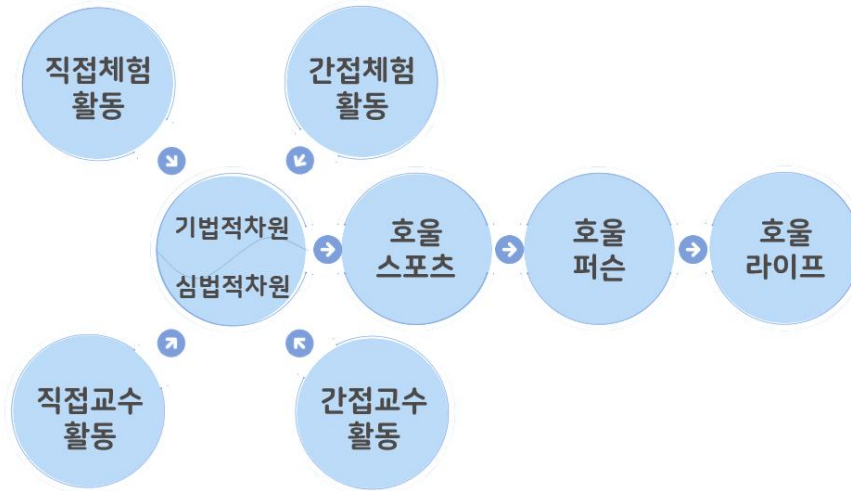 직접체험
활동
간접체험
활동
기법적차원
심법적차원
호울
스포츠
호울
퍼슨
호울
라이프
직접교수
활동
간접교수
활동